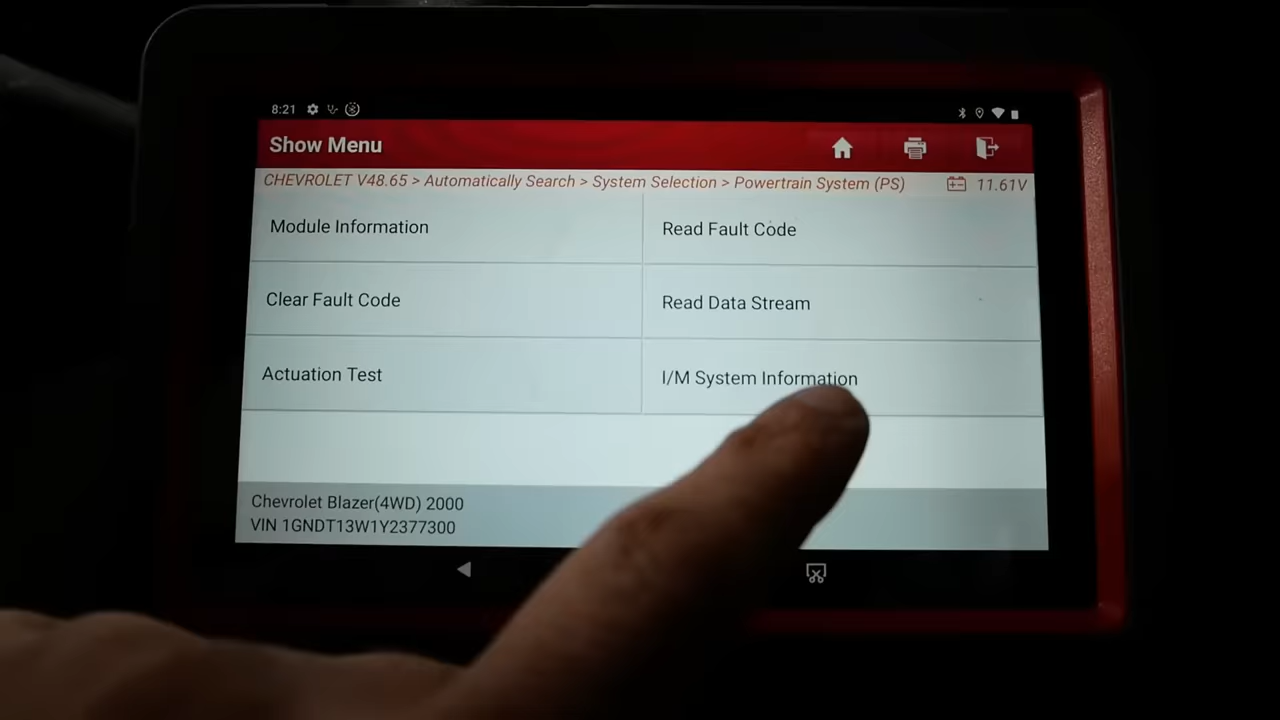 8:21
Show Menu
CHEVROLET V48.65 > Automatically Search > System Selection > Powertrain System (PS) 11.61V
Module Information
Read Fault Code
Clear Fault Code
Read Data Stream
Actuation Test
I/M System Information
Chevrolet Blazer(4WD) 2000
VIN 1GNDT13W1Y2377300